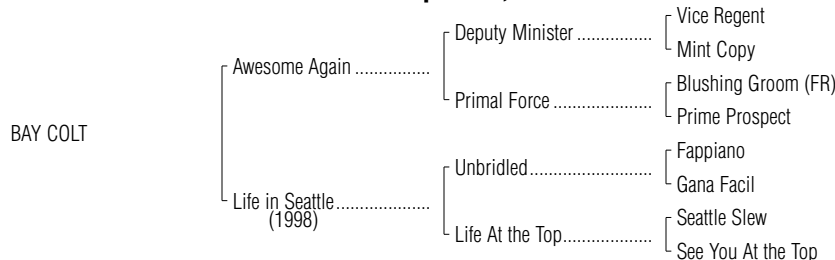 Vice Regent
Deputy Minister .................
Mint Copy
Awesome Again ................
Blushing Groom (FR)
Primal Force .....................
Prime Prospect
BAY COLT
Fappiano
Unbridled...........................
Gana Facil
Life in Seattle....................
(1998)
Seattle Slew
Life At the Top...................
See You At the Top